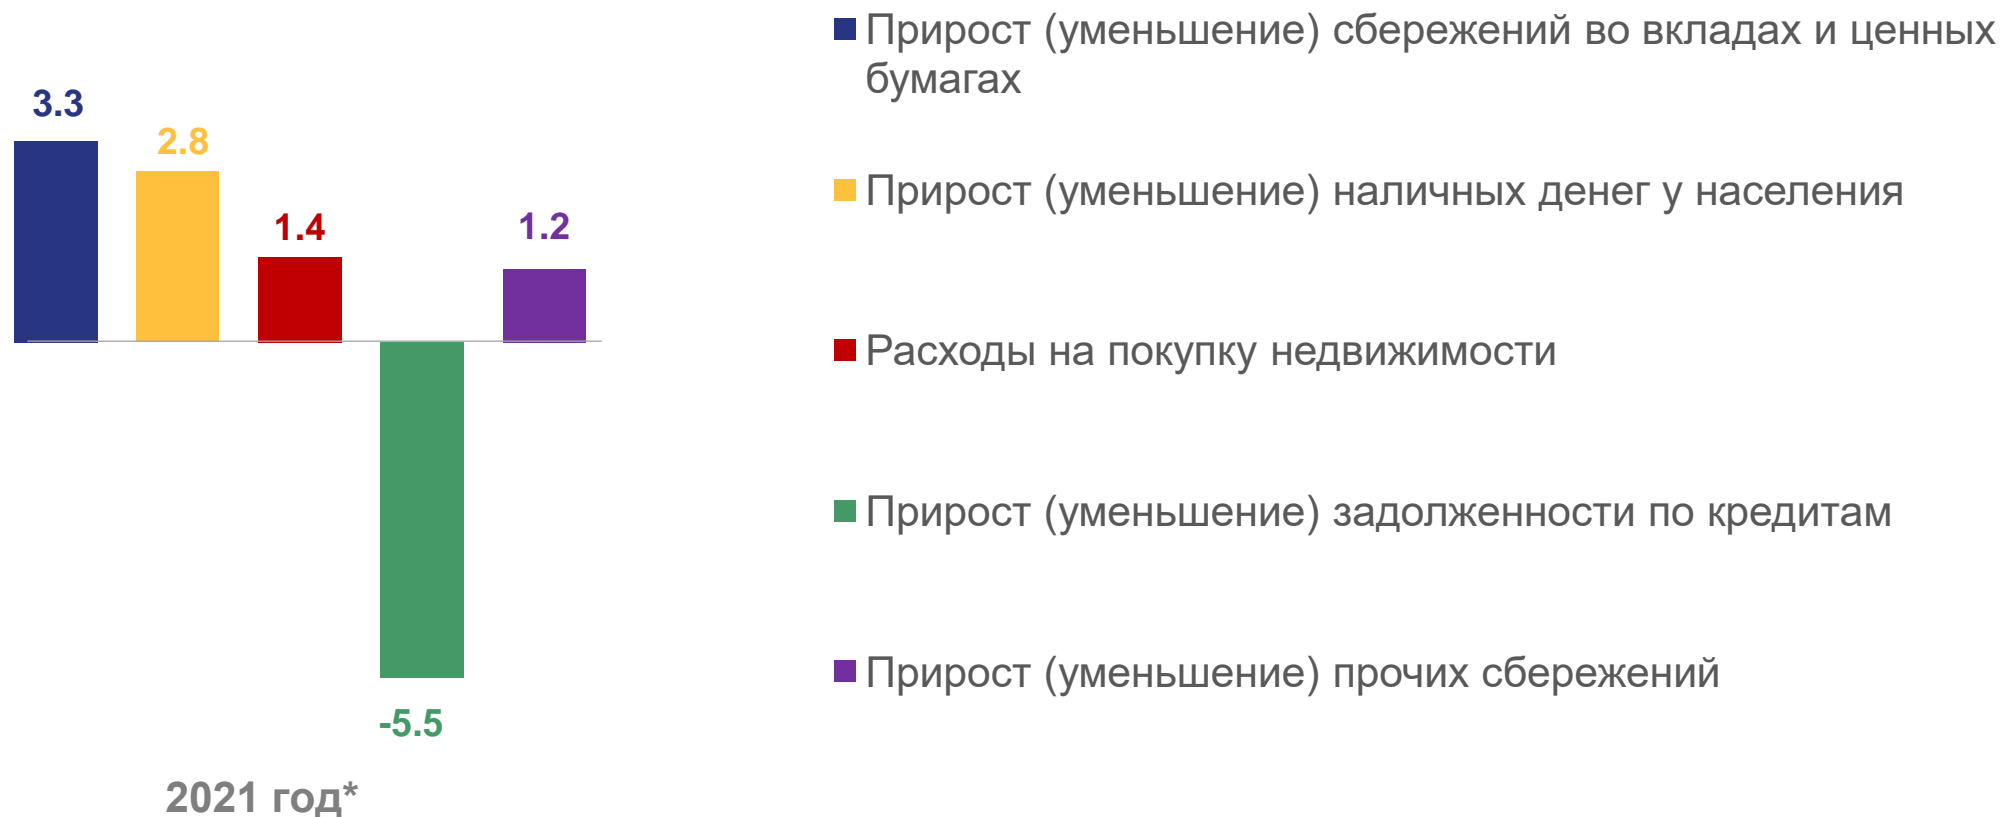 3.3
2.8
1.4
1.2
-5.5
2021 год*
Прирост (уменьшение) сбережений во вкладах и ценных
бумагах
Прирост (уменьшение) наличных денег у населения
Расходы на покупку недвижимости
Прирост (уменьшение) задолженности по кредитам
Прирост (уменьшение) прочих сбережений